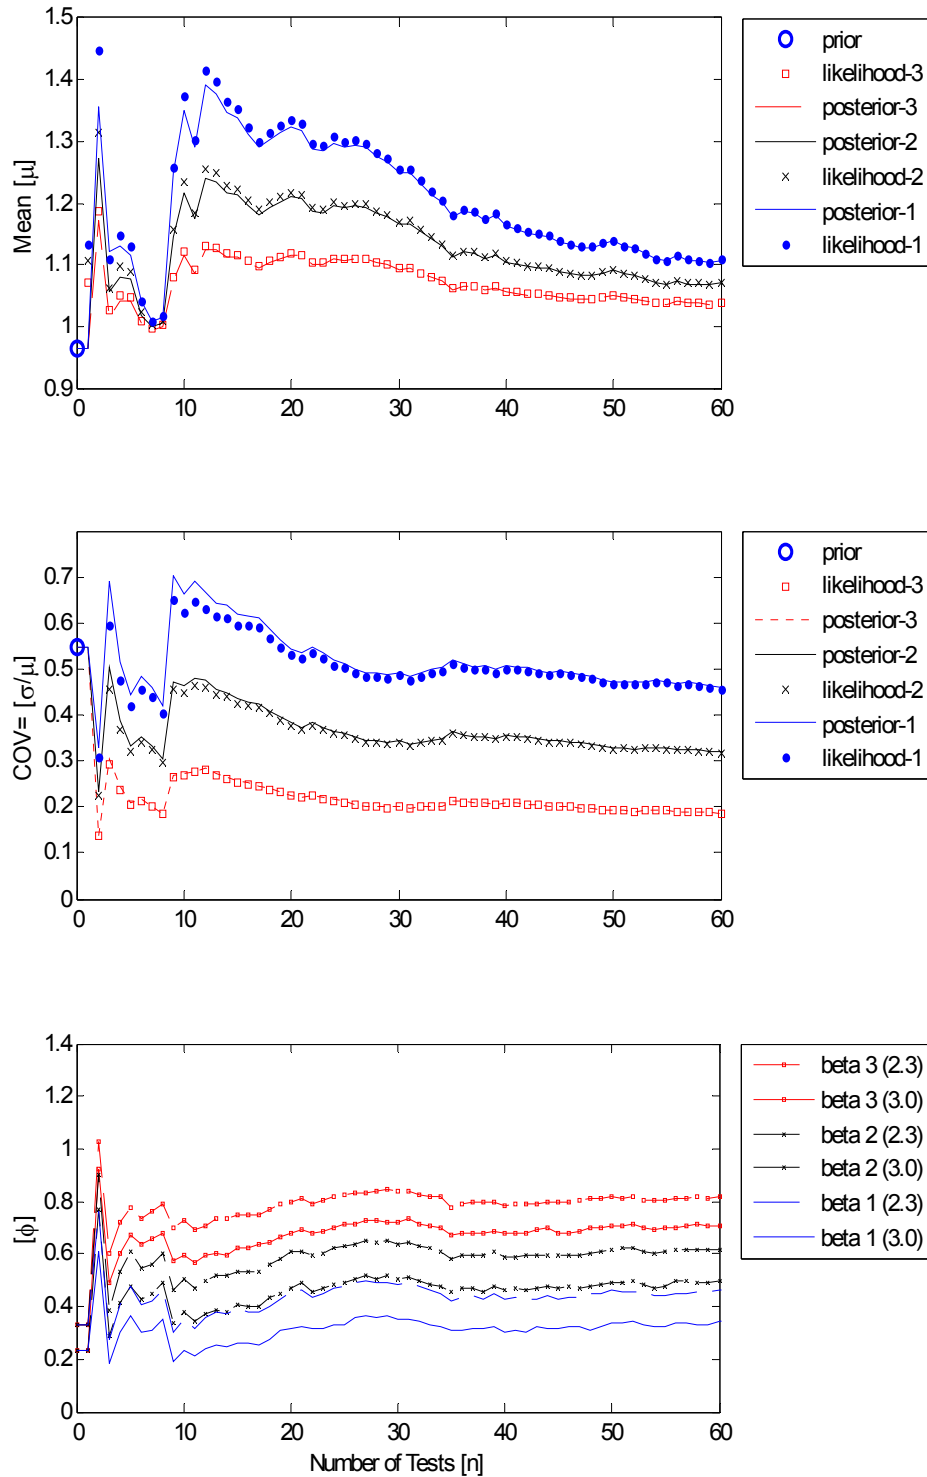 1.5
1.4
1.3
1.2
1.1
1
0.9
Mean [μ]
0
10
20
30
40
50
60
prior
likelihood-3
posterior-3
posterior-2
likelihood-2
posterior-1
likelihood-1
0.7
0.6
0.5
0.4
0.3
0.2
0.1
0
COV= [σ/μ]
0
10
20
30
40
50
60
prior
likelihood-3
posterior-3
posterior-2
likelihood-2
posterior-1
likelihood-1
1.4
1.2
1
0.8
0.6
0.4
0.2
0
[ϕ]
0
10
20
30
40
50
60
Number of Tests [n]
beta 3 (2.3)
beta 3 (3.0)
beta 2 (2.3)
beta 2 (3.0)
beta 1 (2.3)
beta 1 (3.0)